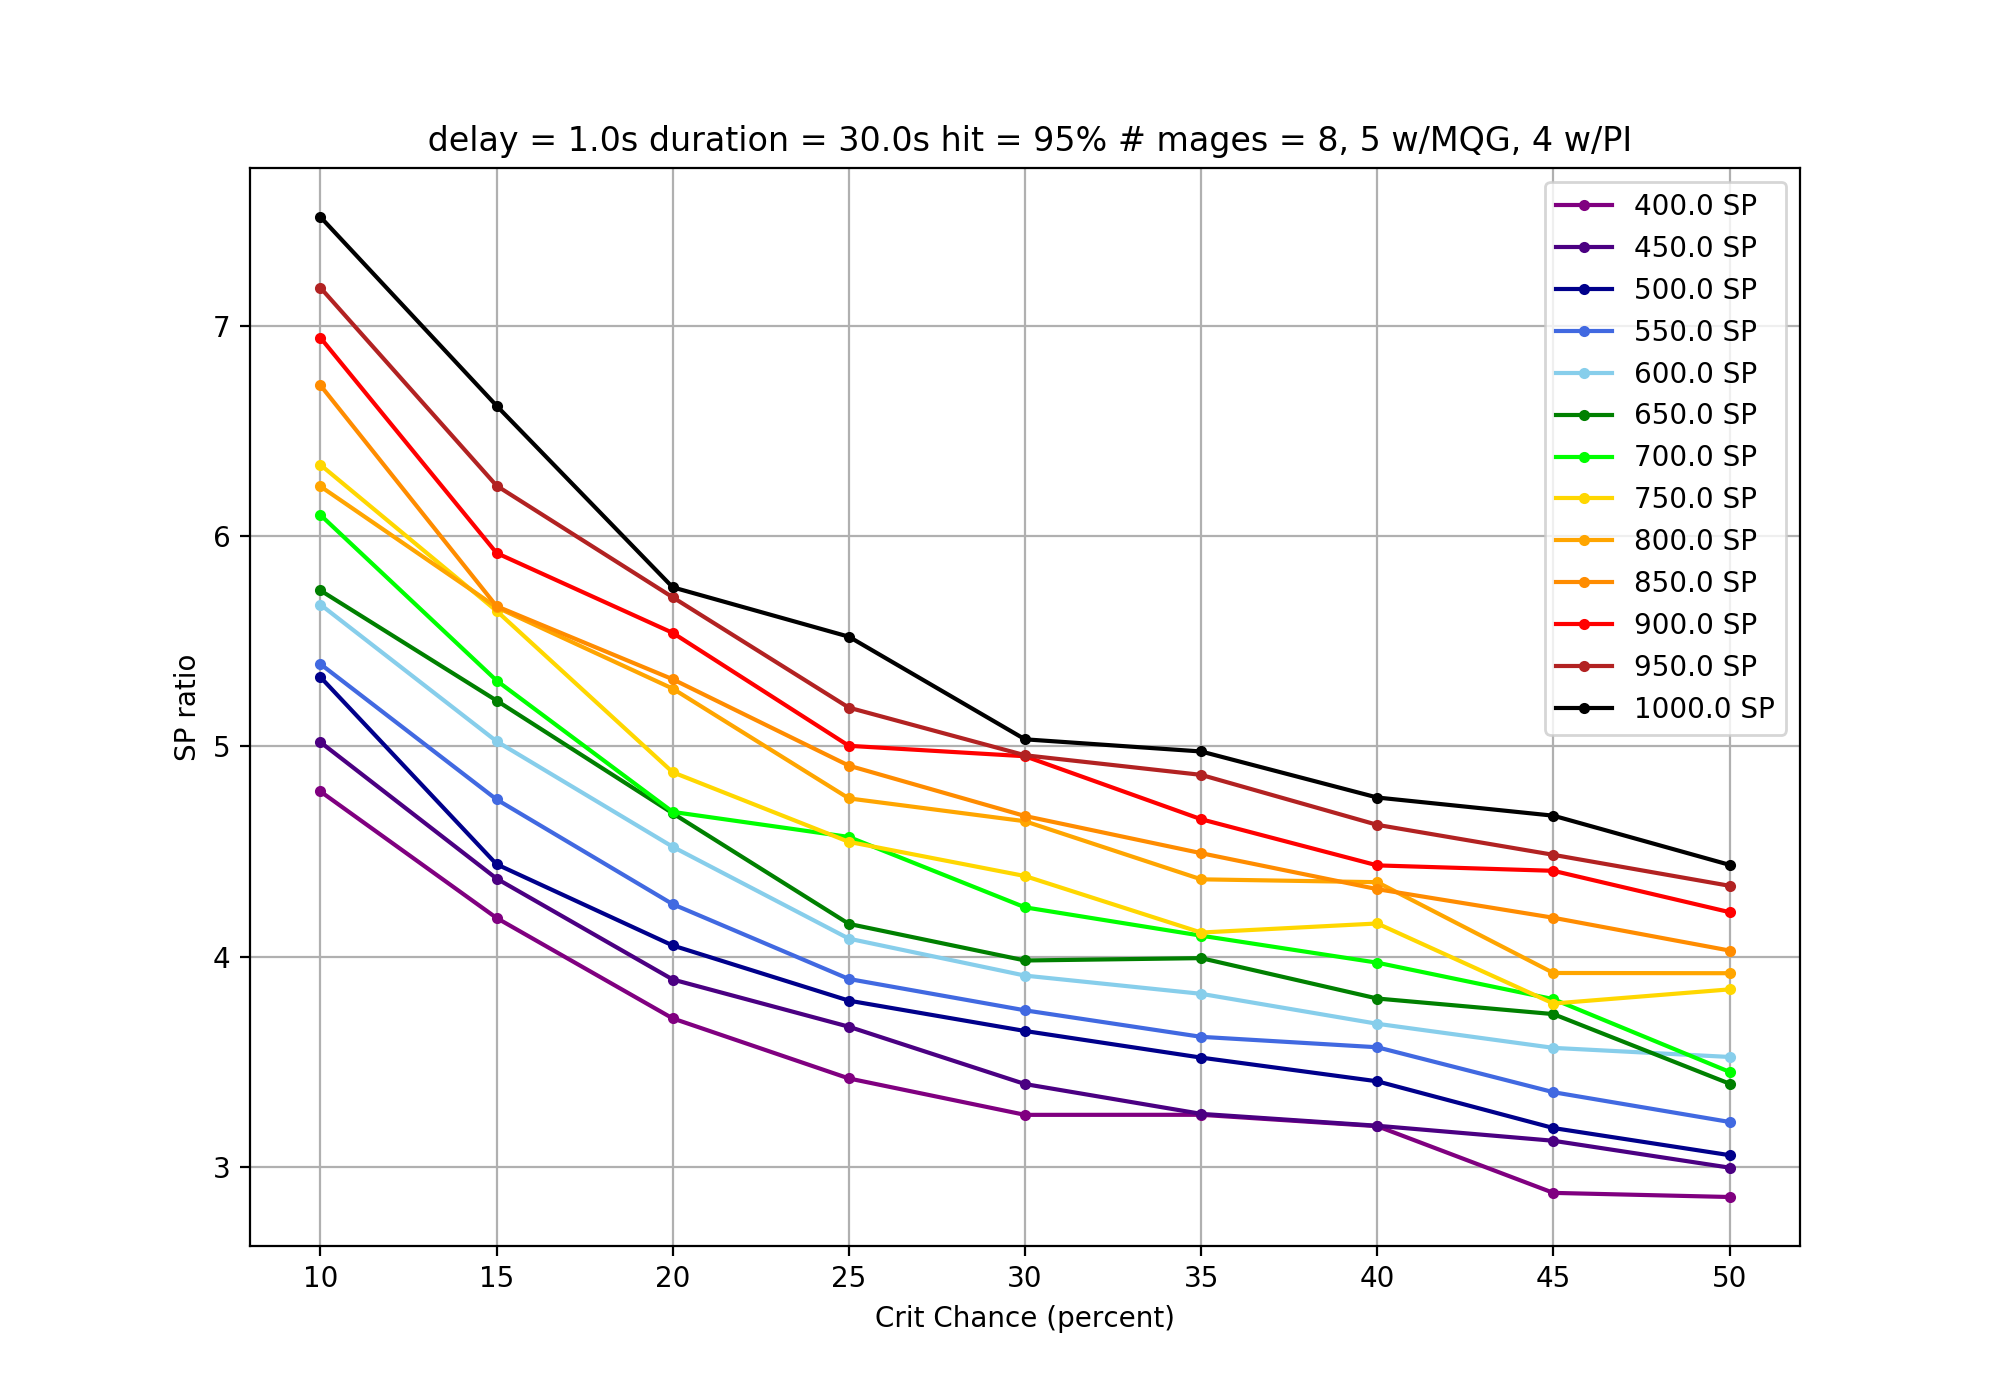 delay = 1.0s duration = 30.0s hit = 95% # mages = 8, 5 w/MQG, 4 w/PI
400.0 SP
450.0 SP
500.0 SP
550.0 SP
600.0 SP
650.0 SP
700.0 SP
750.0 SP
800.0 SP
850.0 SP
900.0 SP
950.0 SP
1000.0 SP
7
6
5
4
3
SP ratio
10 15 20 25 30 35 40 45 50
Crit Chance (percent)